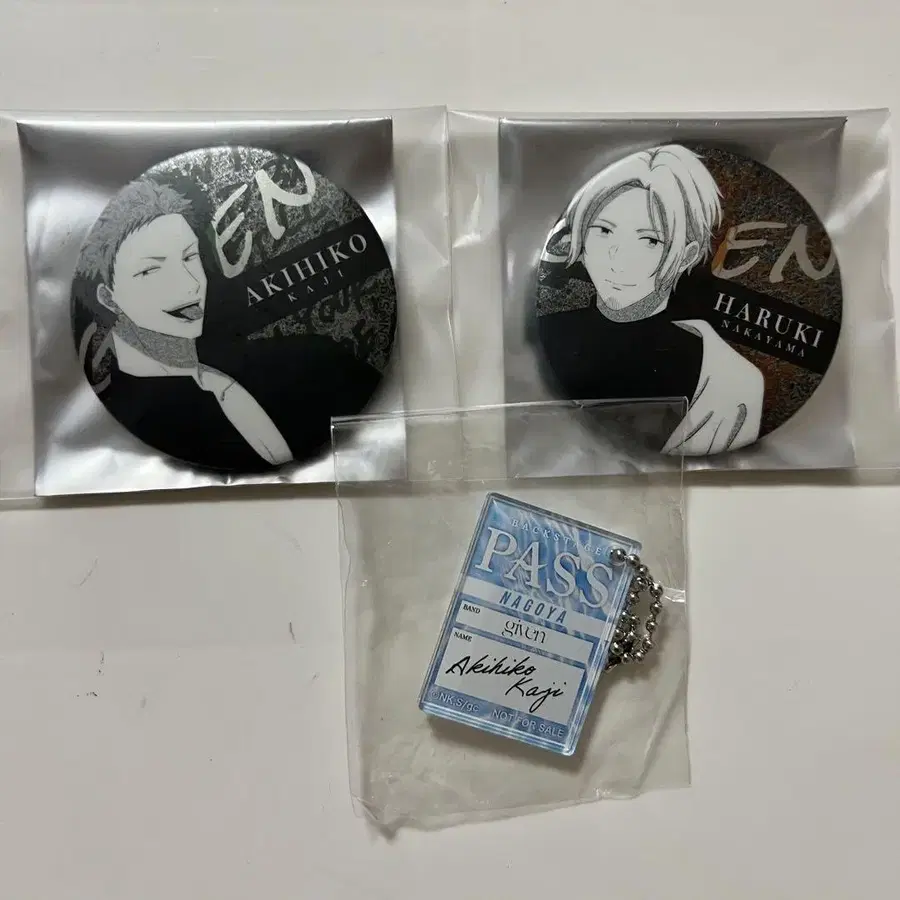 EN
AKIHIKO
KAJI
EN
HARUKI
NAKAYAMA
BACKSTAGE
PASS
NAGOYA
BAND
given
NAME
Akihiko
Kaji
©NK,S/gc NOT FOR SALE